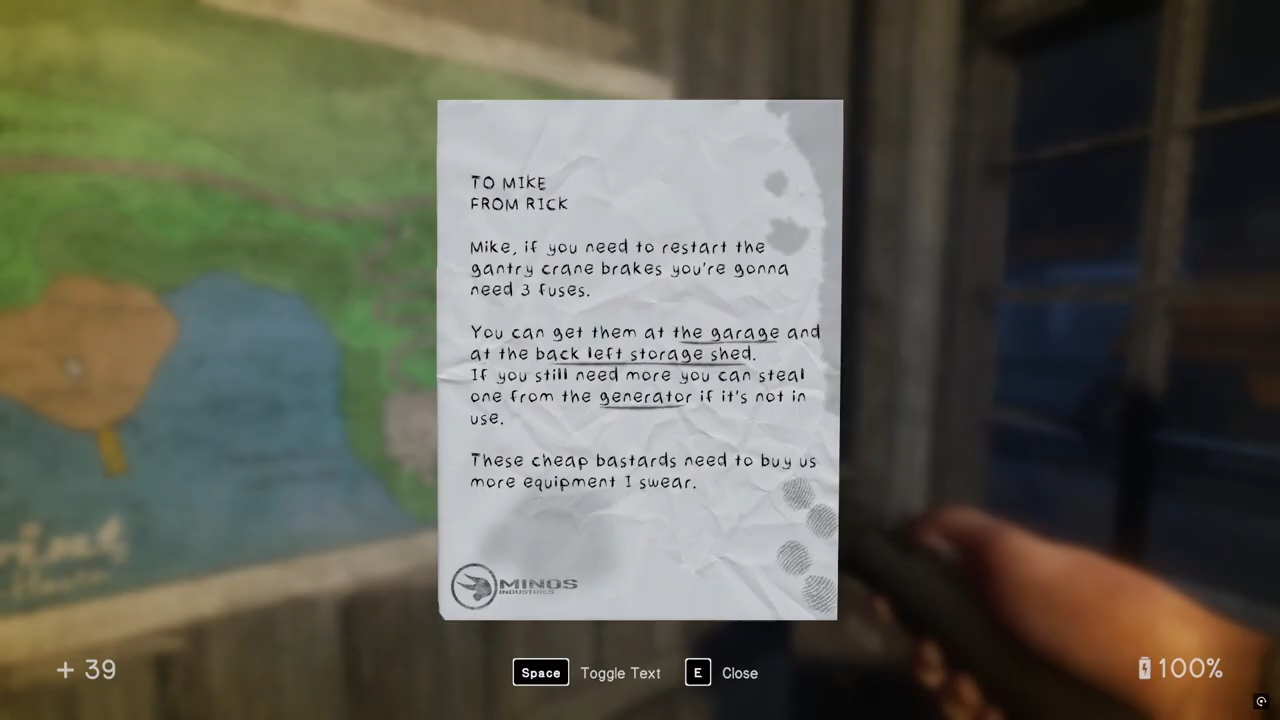 TO MIKE
FROM RICK
Mike, if you need to restart the
gantry crane brakes you're gonna
need 3 fuses.
You can get them at the garage and
at the back left storage shed.
If you still need more you can steal
one from the generator if it's not in
use.
These cheap bastards need to buy us
more equipment I swear.
MINOS
INDUSTRIES
+ 39
Space Toggle Text E Close
100%